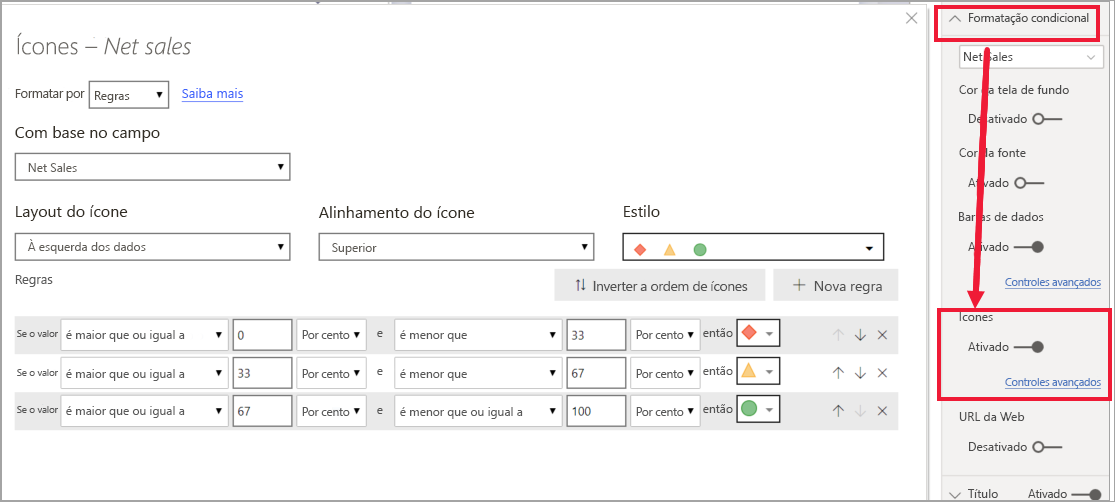 Ícones – Net sales
Formatar por Regras Saiba mais
Com base no campo
Net Sales
Layout do ícone Alinhamento do ícone Estilo
À esquerda dos dados Superior
Regras Inverter a ordem de ícones Nova regra
Se o valor é maior que ou igual a 0 Por cento e é menor que 33 Por cento então
Se o valor é maior que ou igual a 33 Por cento e é menor que 67 Por cento então
Se o valor é maior que ou igual a 67 Por cento e é menor que ou igual a 100 Por cento então
Formatação condicional
Net Sales
Cor da tela de fundo
Desativado
Cor da fonte
Ativado
Barras de dados
Ativado
Controles avançados
Ícones
Ativado
Controles avançados
URL da Web
Desativado
Título Ativado